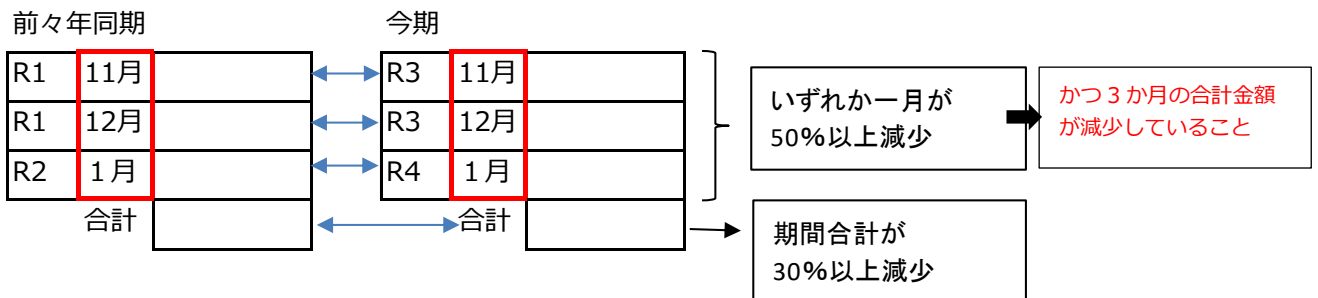 前々年同期 今期
R1 11月 R3 11月
R1 12月 R3 12月
R2 1月 R4 1月
合計 合計
いずれか一月が
50%以上減少
かつ3か月の合計金額
が減少していること
期間合計が
30%以上減少